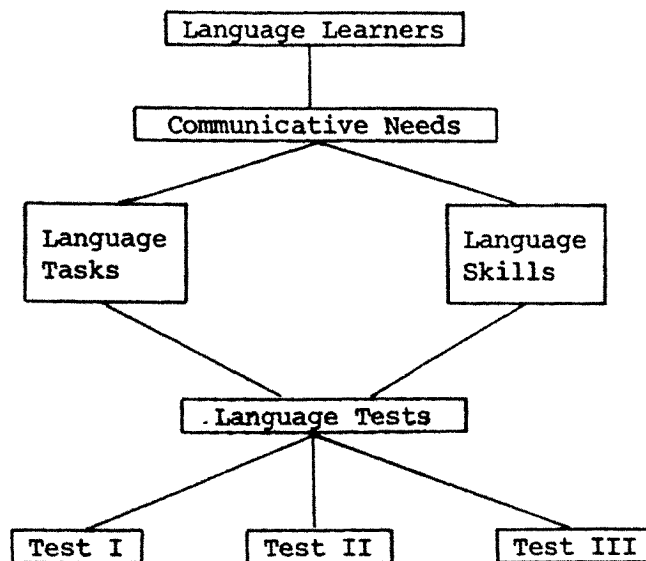 Language Learners
Communicative Needs
Language
Tasks
Language
Skills
Language Tests
Test I
Test II
Test III